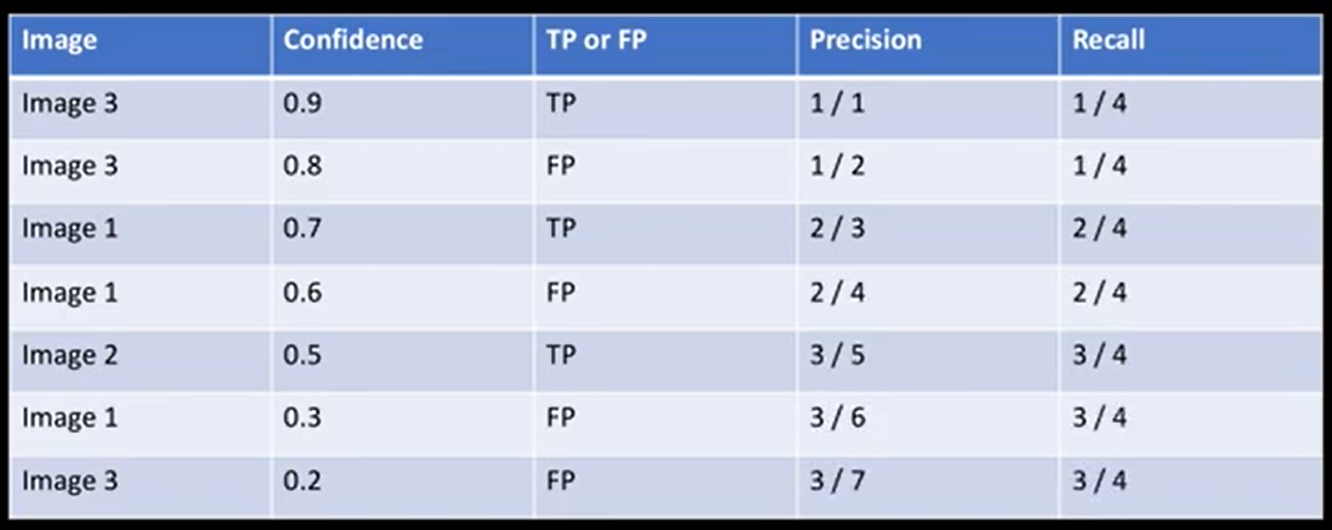 Image Confidence TP or FP Precision Recall
Image 3 0.9 TP 1 / 1 1 / 4
Image 3 0.8 FP 1 / 2 1 / 4
Image 1 0.7 TP 2 / 3 2 / 4
Image 1 0.6 FP 2 / 4 2 / 4
Image 2 0.5 TP 3 / 5 3 / 4
Image 1 0.3 FP 3 / 6 3 / 4
Image 3 0.2 FP 3 / 7 3 / 4